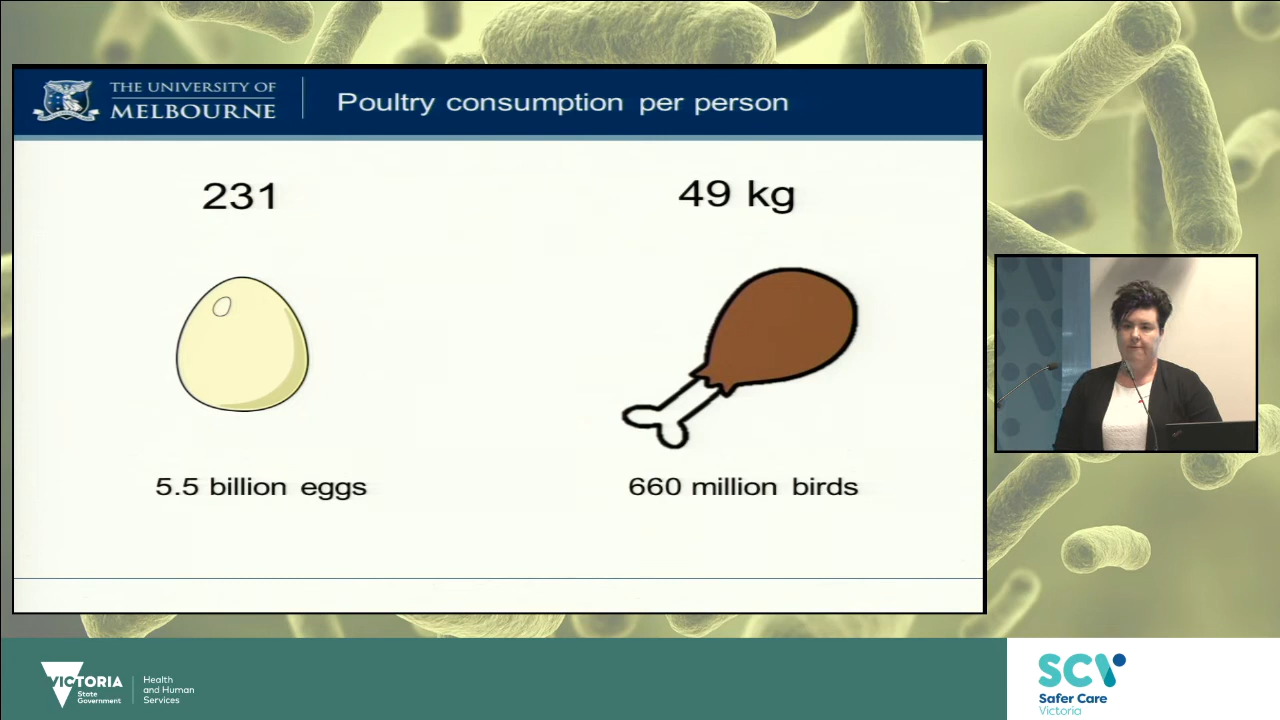 THE UNIVERSITY OF
MELBOURNE
Poultry consumption per person
231
49 kg
5.5 billion eggs
660 million birds
VICTORIA
State
Government
Health
and Human
Services
SCV
Safer Care
Victoria